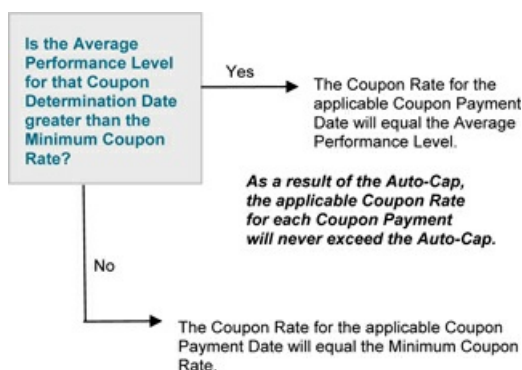 Is the Average
Performance Level
for that Coupon
Determination Date
greater than the
Minimum Coupon
Rate?
Yes
The Coupon Rate for the
applicable Coupon Payment
Date will equal the Average
Performance Level.
As a result of the Auto-Cap,
the applicable Coupon Rate
for each Coupon Payment
will never exceed the Auto-Cap.
No
The Coupon Rate for the applicable Coupon
Payment Date will equal the Minimum Coupon
Rate.